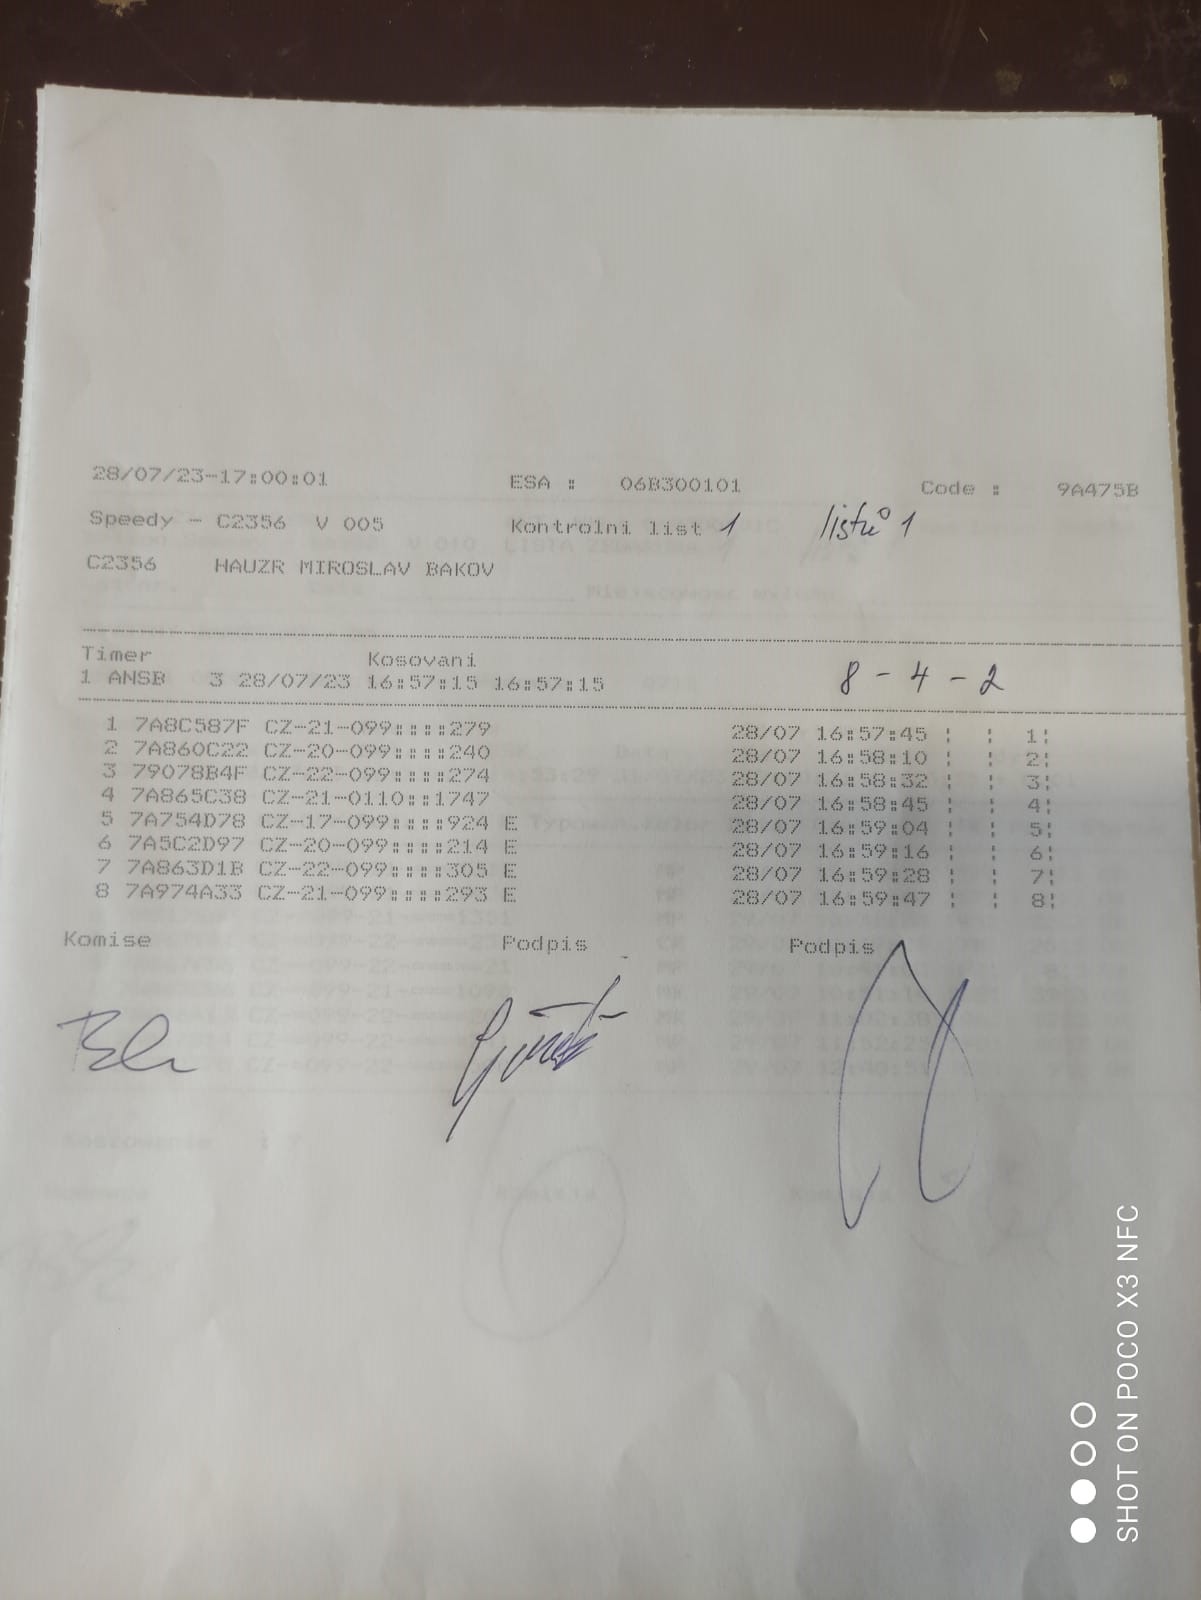 28/07/23-17:00:01 ESA : 06B300101 Code : 9A475B
Speedy - C2356 V 005 Kontrolni list 1 listů 1
C2356 HAUZR MIROSLAV BAKOV
Timer Kosovani
1 ANSB 3 28/07/23 16:57:15 16:57:15 8 - 4 - 2
1 7A8C587F CZ-21-099::::279 28/07 16:57:45 ¦ ¦ 1¦
2 7A860C22 CZ-20-099::::240 28/07 16:58:10 ¦ ¦ 2¦
3 79078B4F CZ-22-099::::274 28/07 16:58:32 ¦ ¦ 3¦
4 7A865C38 CZ-21-0110::1747 28/07 16:58:45 ¦ ¦ 4¦
5 7A754D78 CZ-17-099::::924 E 28/07 16:59:04 ¦ ¦ 5¦
6 7A5C2D97 CZ-20-099::::214 E 28/07 16:59:16 ¦ ¦ 6¦
7 7A863D1B CZ-22-099::::305 E 28/07 16:59:28 ¦ ¦ 7¦
8 7A974A33 CZ-21-099::::293 E 28/07 16:59:47 ¦ ¦ 8¦
Komise Podpis Podpis
SHOT ON POCO X3 NFC